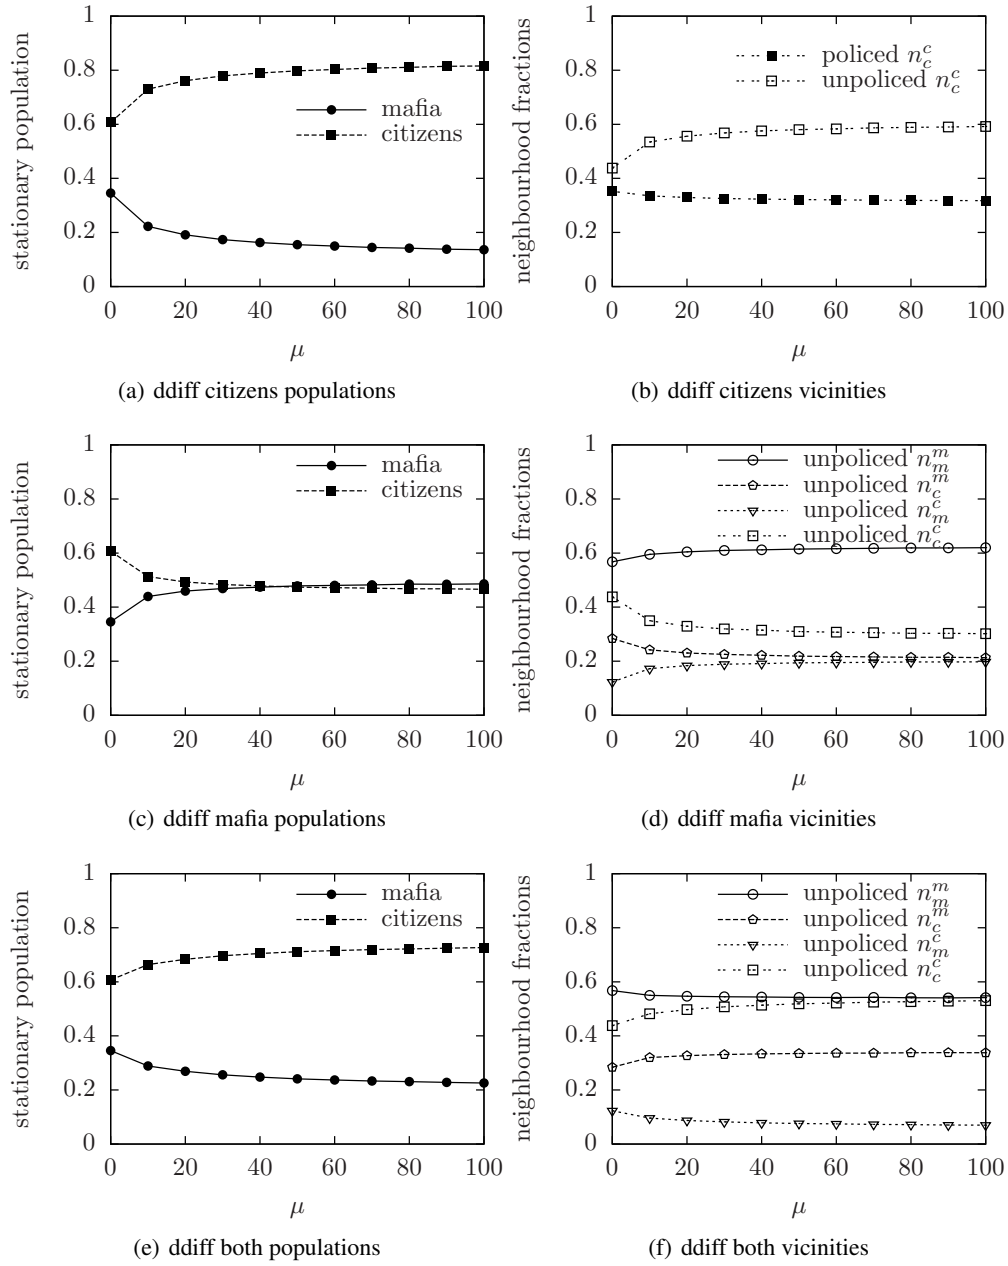 stationary population
1
0.8
0.6
0.4
0.2
0
mafia
citizens
0 20 40 60 80 100
μ
(a) ddiff citizens populations
neighbourhood fractions
1
0.8
0.6
0.4
0.2
0
policed n_c^c
unpoliced n_c^c
0 20 40 60 80 100
μ
(b) ddiff citizens vicinities
stationary population
1
0.8
0.6
0.4
0.2
0
mafia
citizens
0 20 40 60 80 100
μ
(c) ddiff mafia populations
neighbourhood fractions
1
0.8
0.6
0.4
0.2
0
unpoliced n_m^m
unpoliced n_c^m
unpoliced n_m^c
unpoliced n_c^c
0 20 40 60 80 100
μ
(d) ddiff mafia vicinities
stationary population
1
0.8
0.6
0.4
0.2
0
mafia
citizens
0 20 40 60 80 100
μ
(e) ddiff both populations
neighbourhood fractions
1
0.8
0.6
0.4
0.2
0
unpoliced n_m^m
unpoliced n_c^m
unpoliced n_m^c
unpoliced n_c^c
0 20 40 60 80 100
μ
(f) ddiff both vicinities